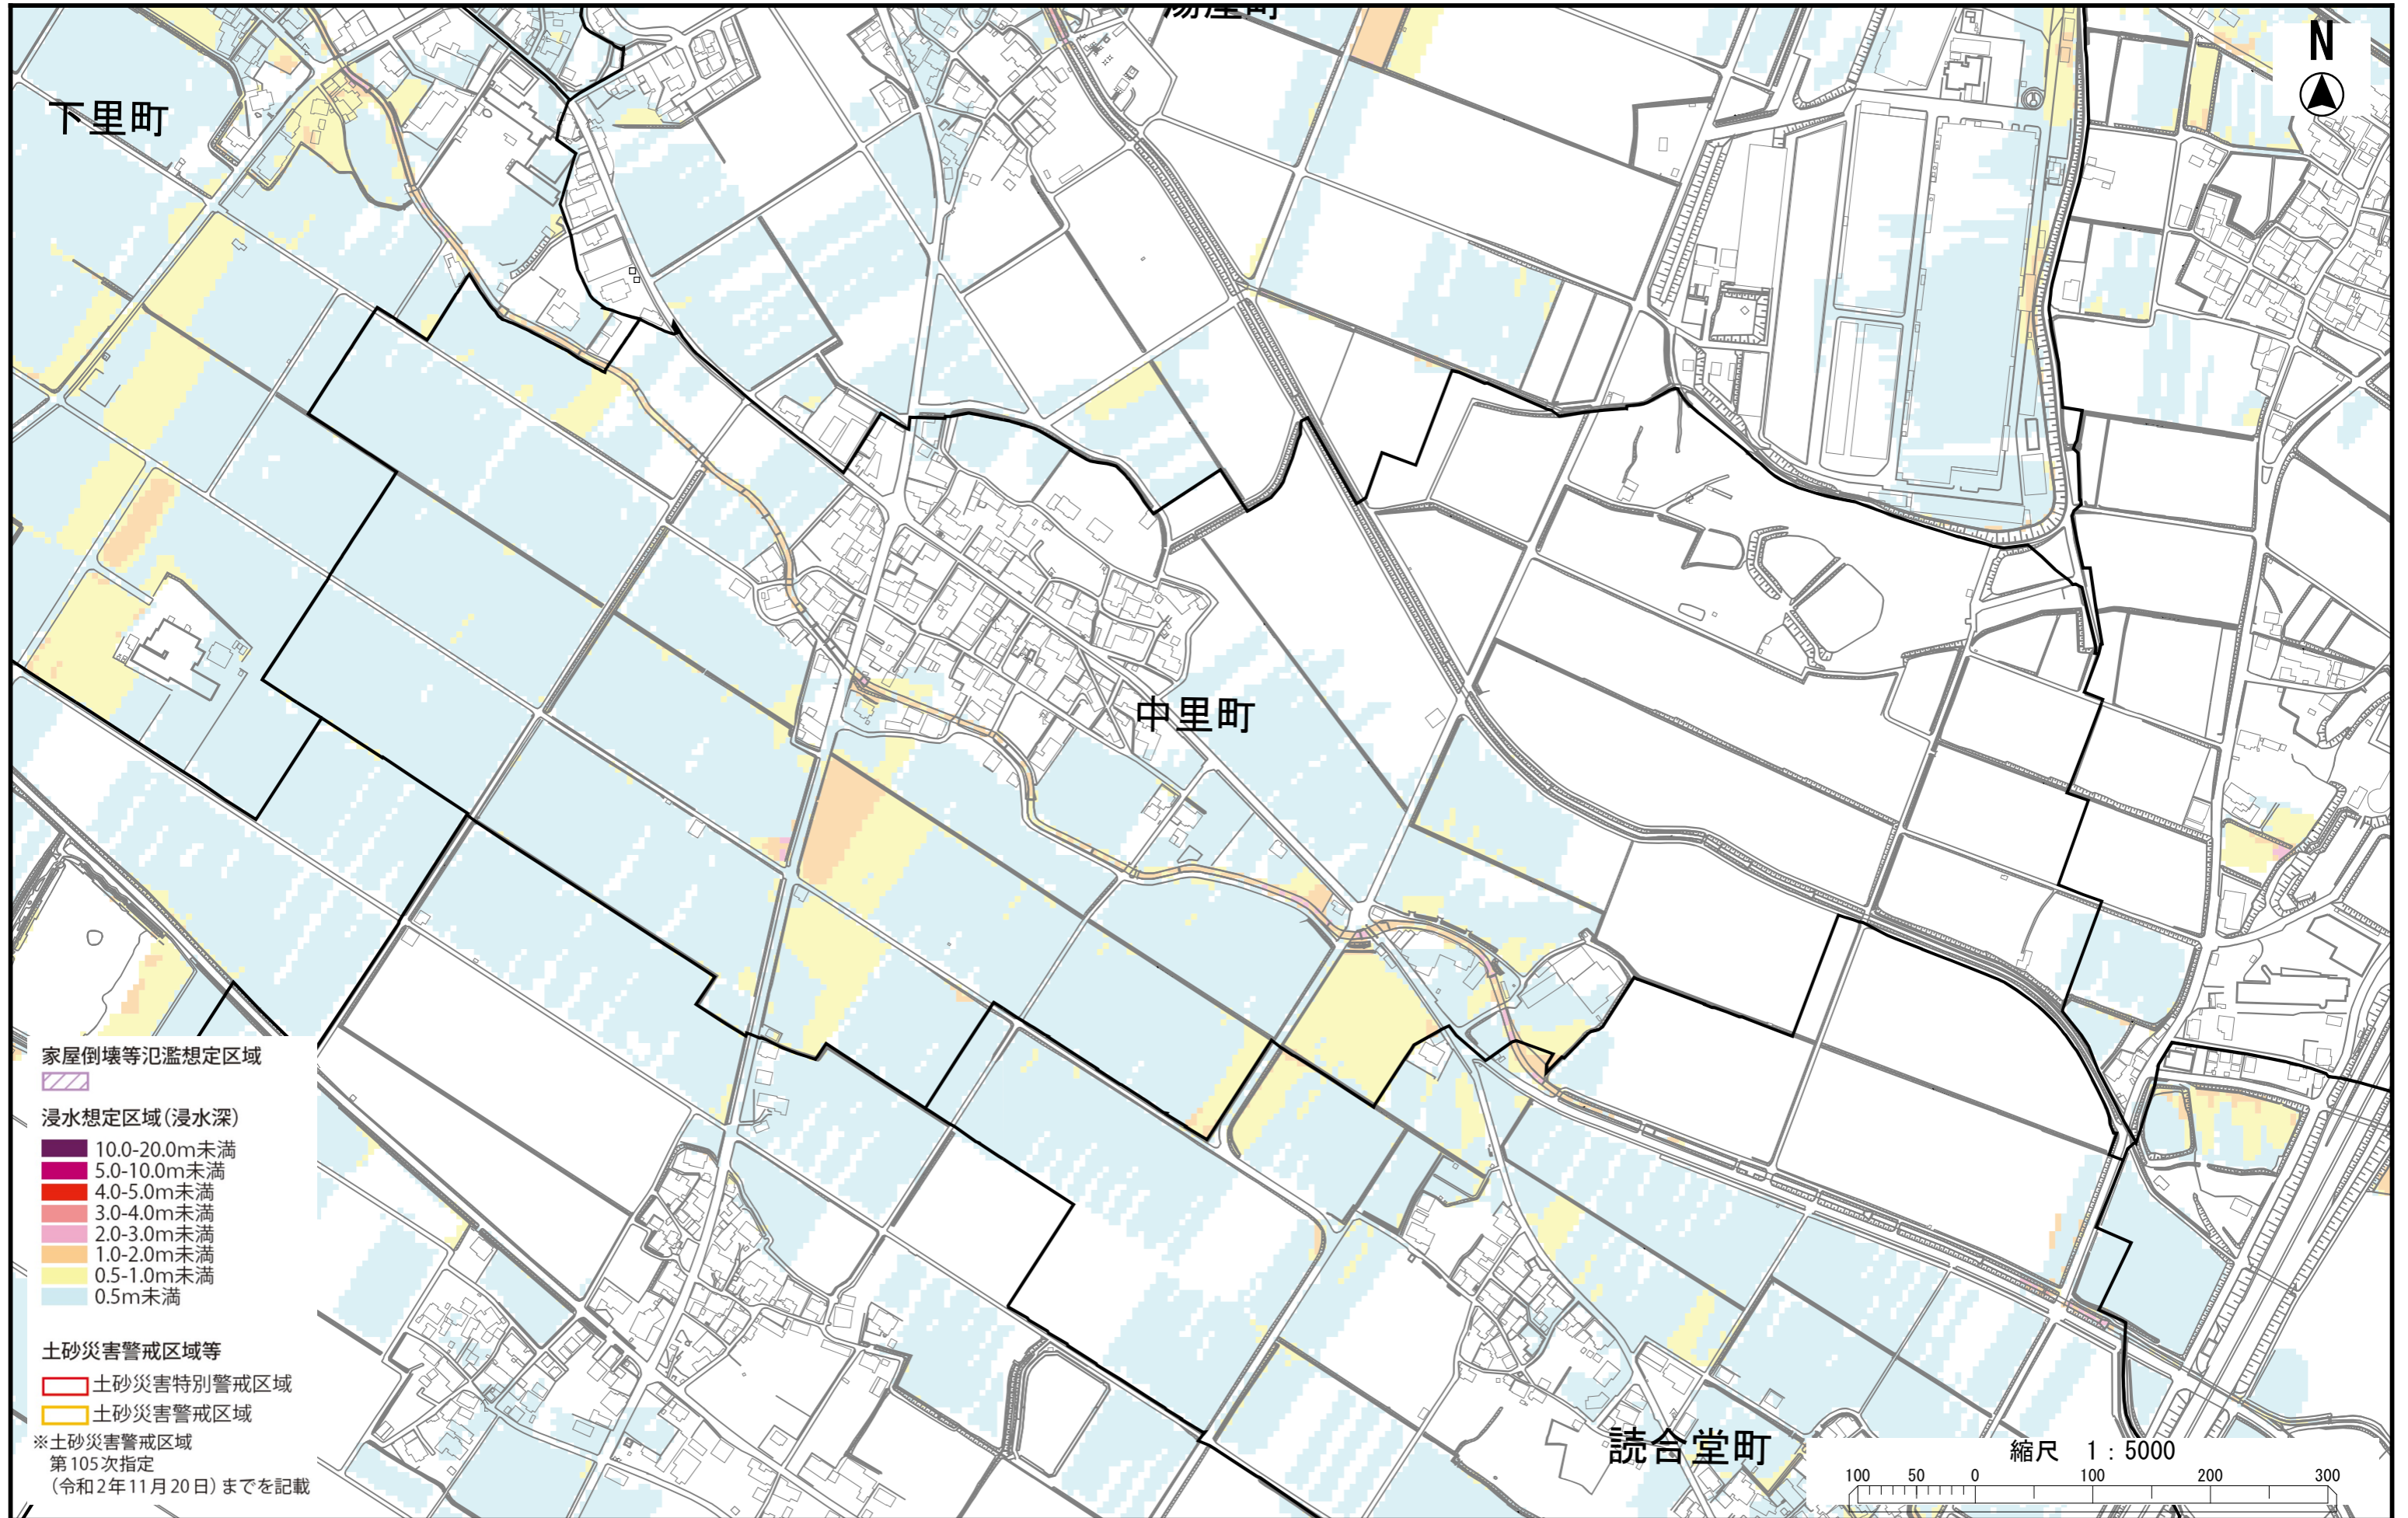 湯屋町
N
下里町
中里町
家屋倒壊等氾濫想定区域
浸水想定区域(浸水深)
10.0-20.0m未満
5.0-10.0m未満
4.0-5.0m未満
3.0-4.0m未満
2.0-3.0m未満
1.0-2.0m未満
0.5-1.0m未満
0.5m未満
土砂災害警戒区域等
土砂災害特別警戒区域
土砂災害警戒区域
※土砂災害警戒区域
第105次指定
(令和2年11月20日)までを記載
読合堂町
縮尺 1:5000
100 50 0 100 200 300